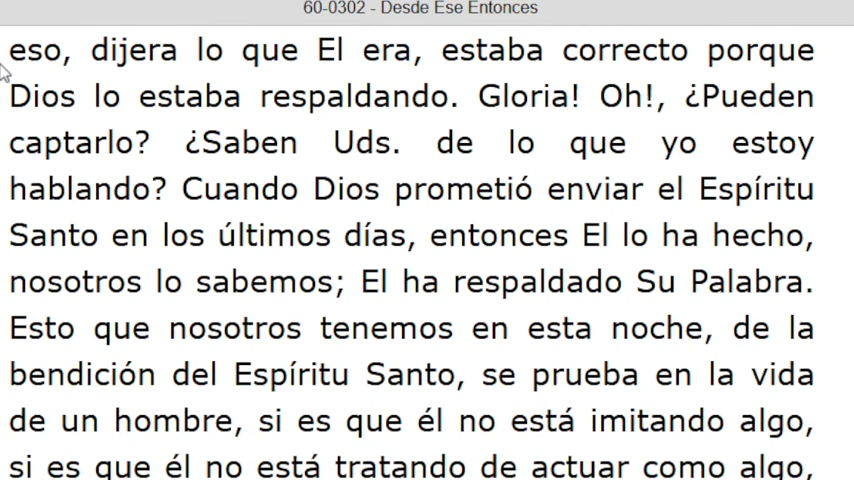 60-0302 - Desde Ese Entonces
eso, dijera lo que El era, estaba correcto porque
Dios lo estaba respaldando. Gloria! Oh!, ¿Pueden
captarlo? ¿Saben Uds. de lo que yo estoy
hablando? Cuando Dios prometió enviar el Espíritu
Santo en los últimos días, entonces El lo ha hecho,
nosotros lo sabemos; El ha respaldado Su Palabra.
Esto que nosotros tenemos en esta noche, de la
bendición del Espíritu Santo, se prueba en la vida
de un hombre, si es que él no está imitando algo,
si es que él no está tratando de actuar como algo,